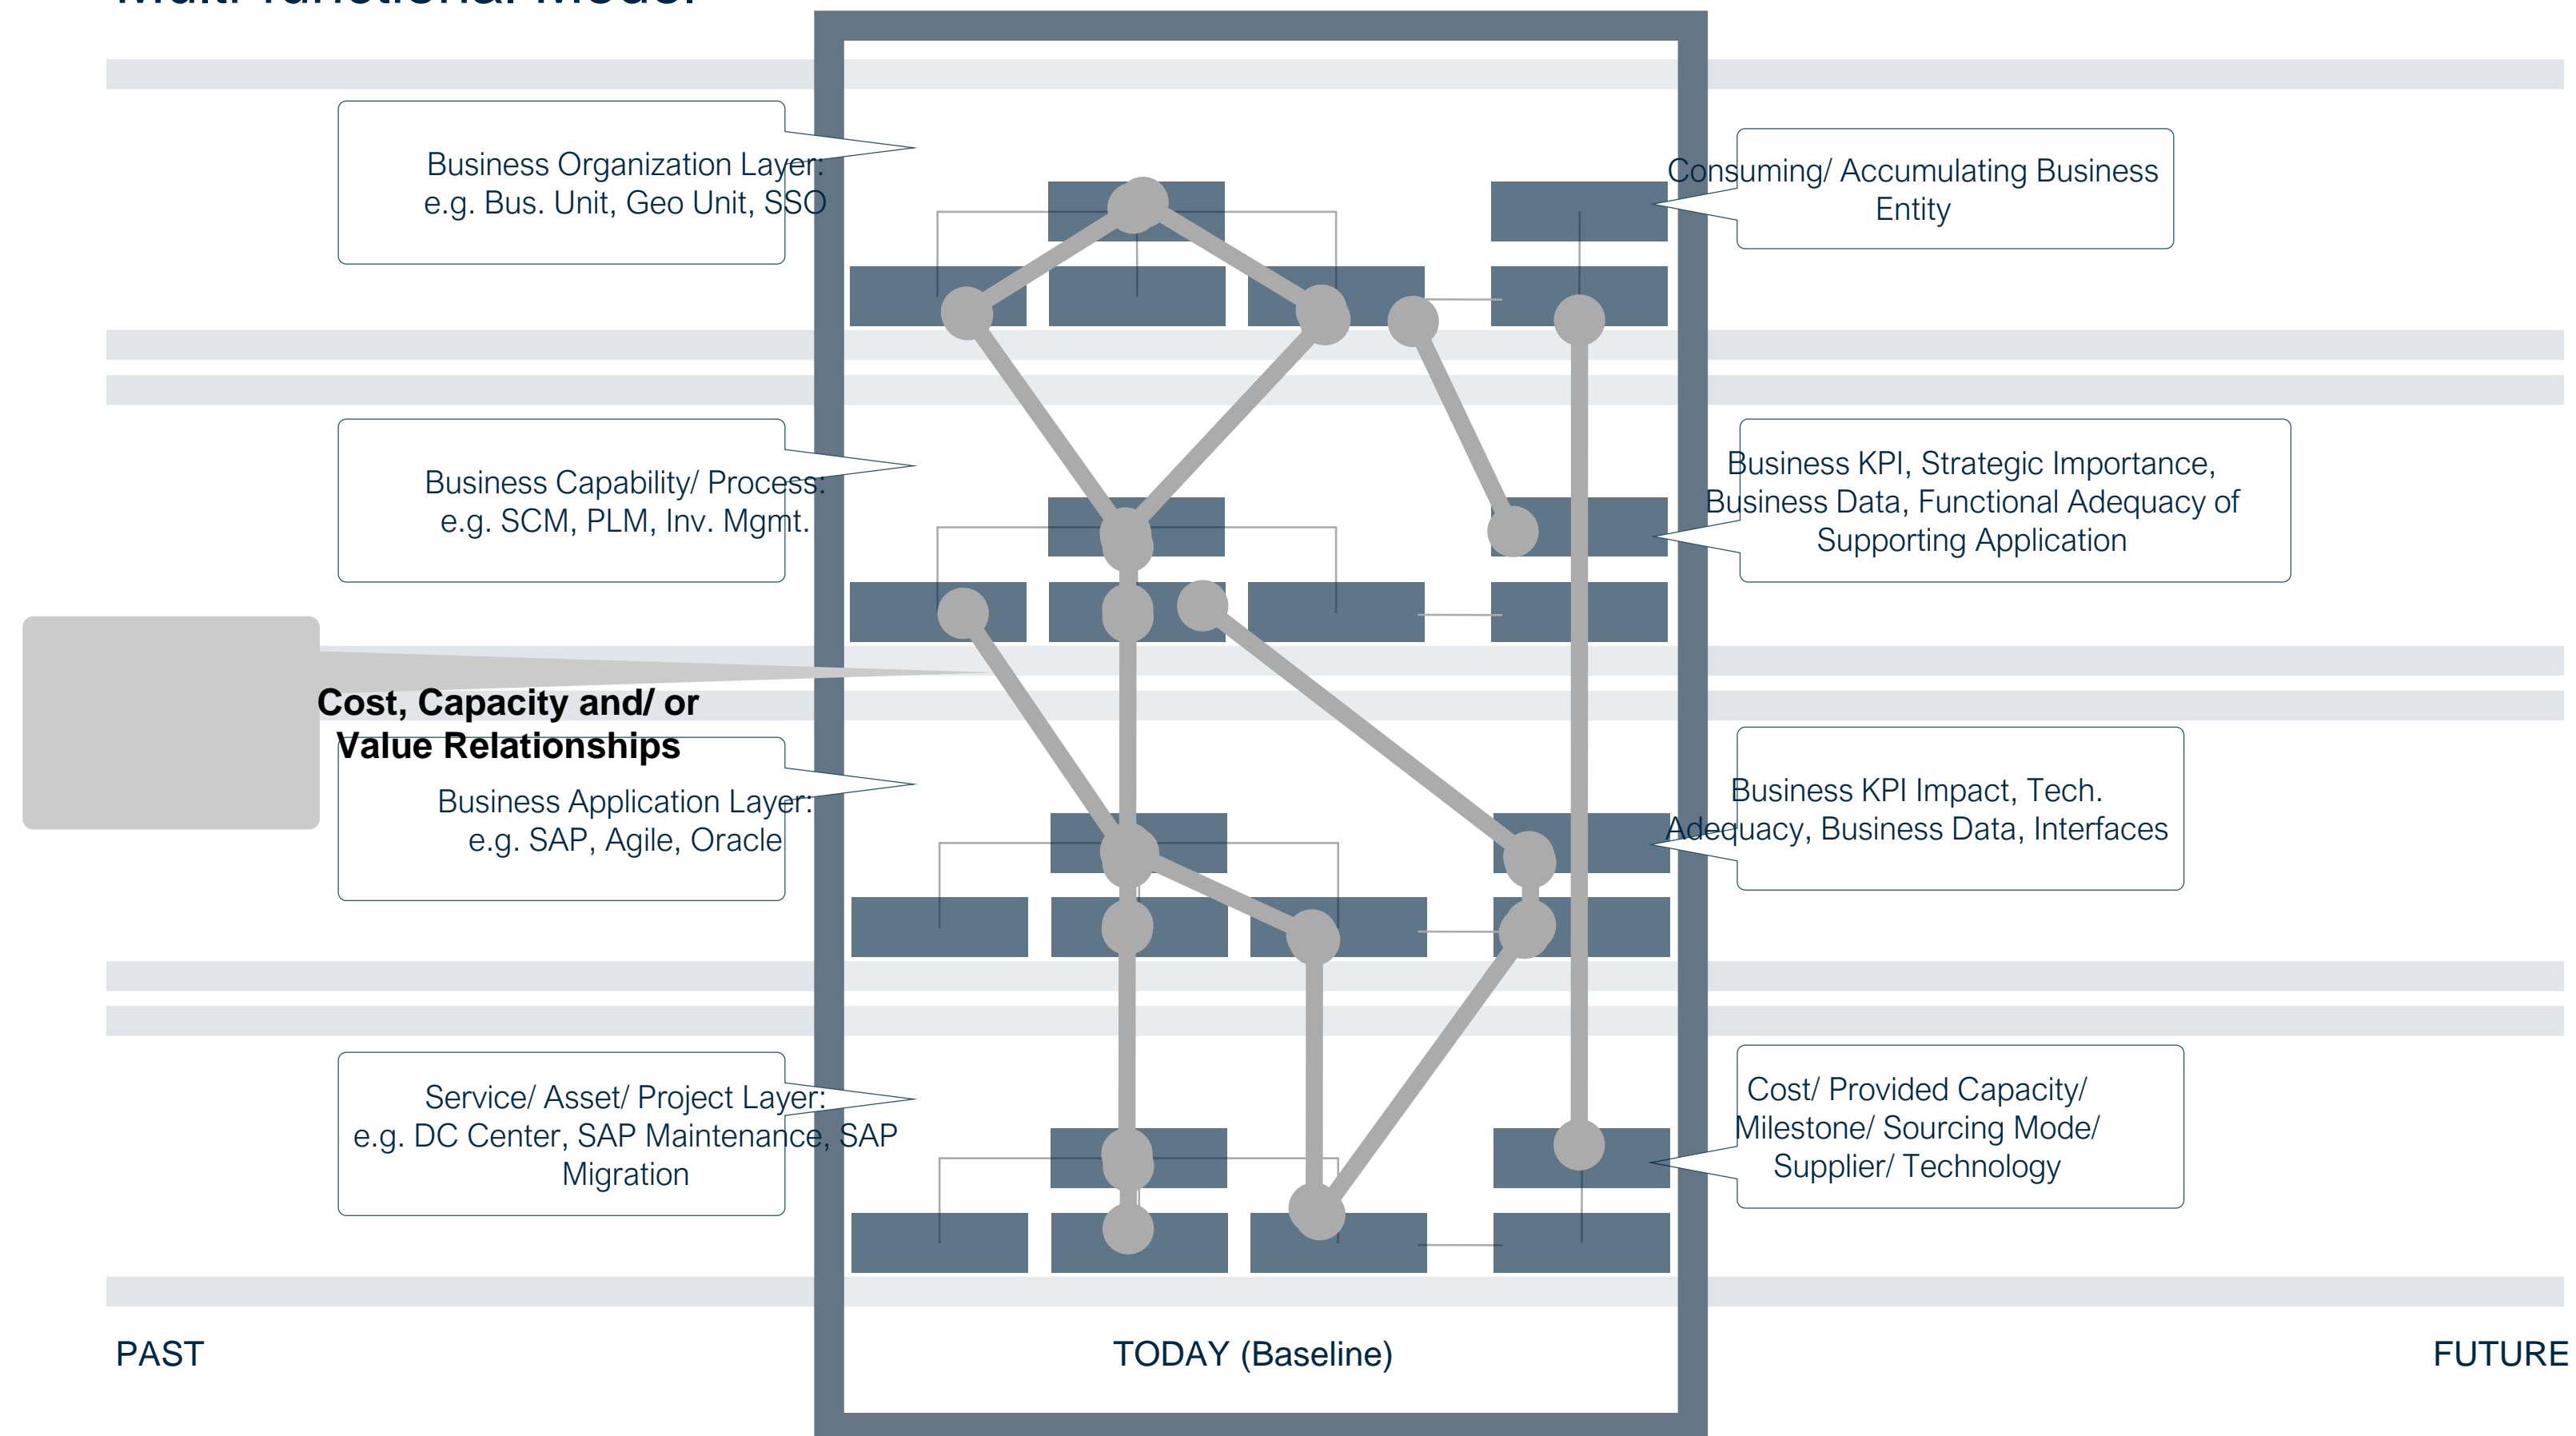 Multi-functional Model
Business Organization Layer:
e.g. Bus. Unit, Geo Unit, SSO
Consuming/ Accumulating Business
Entity
Business Capability/ Process:
e.g. SCM, PLM, Inv. Mgmt.
Business KPI, Strategic Importance,
Business Data, Functional Adequacy of
Supporting Application
Cost, Capacity and/ or
Value Relationships
Business Application Layer:
e.g. SAP, Agile, Oracle
Business KPI Impact, Tech.
Adequacy, Business Data, Interfaces
Service/ Asset/ Project Layer:
e.g. DC Center, SAP Maintenance, SAP
Migration
Cost/ Provided Capacity/
Milestone/ Sourcing Mode/
Supplier/ Technology
PAST
TODAY (Baseline)
FUTURE